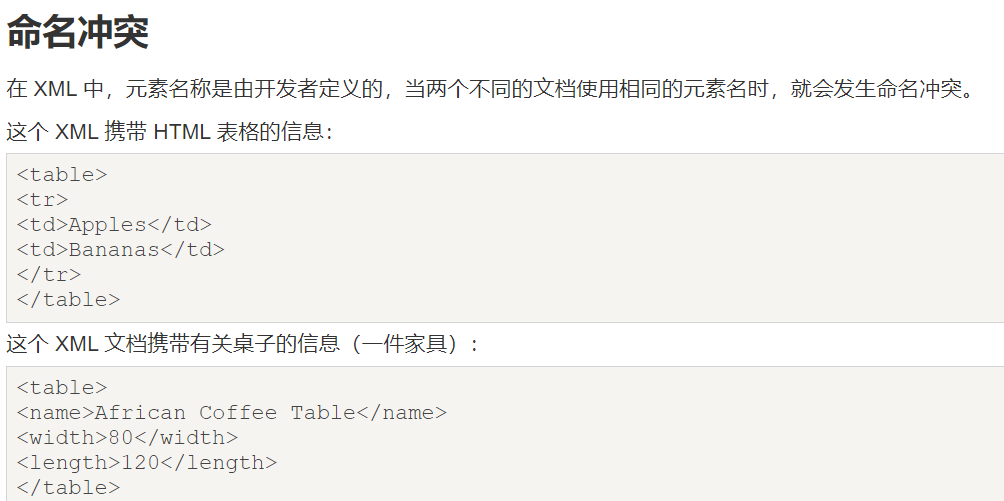 命名冲突
在 XML 中，元素名称是由开发者定义的，当两个不同的文档使用相同的元素名时，就会发生命名冲突。
这个 XML 携带 HTML 表格的信息：
<table>
<tr>
<td>Apples</td>
<td>Bananas</td>
</tr>
</table>
这个 XML 文档携带有关桌子的信息（一件家具）：
<table>
<name>African Coffee Table</name>
<width>80</width>
<length>120</length>
</table>